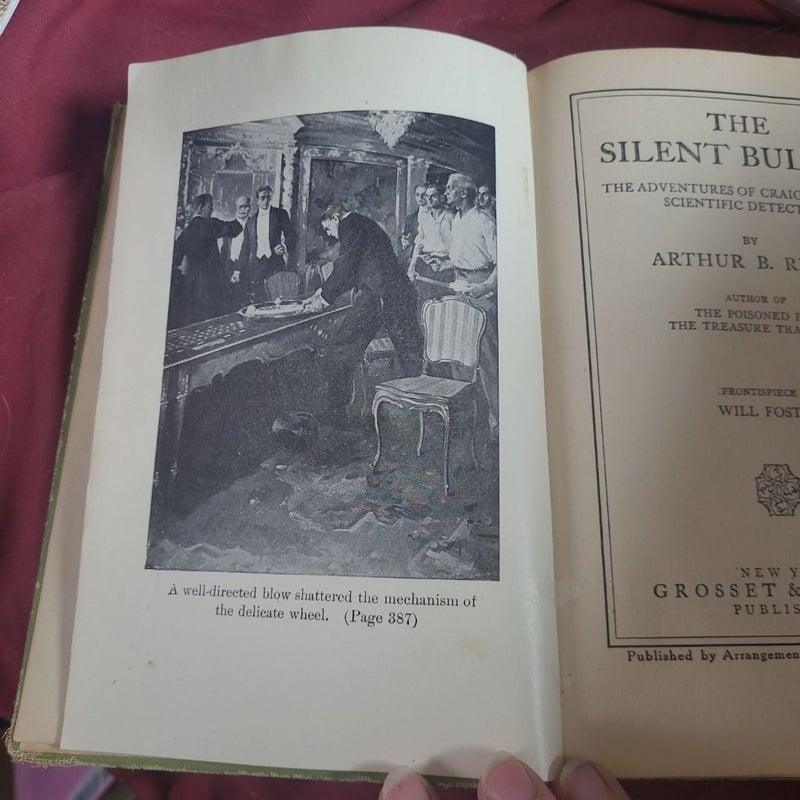 A well-directed blow shattered the mechanism of
the delicate wheel. (Page 387)
THE
SILENT BUL
THE ADVENTURES OF CRAIG
SCIENTIFIC DETECT
BY
ARTHUR B. R
AUTHOR OF
THE POISONED P
THE TREASURE TRA
FRONTISPIECE
WILL FOST
NEW Y
GROSSET &
PUBLIS
Published by Arrangemen